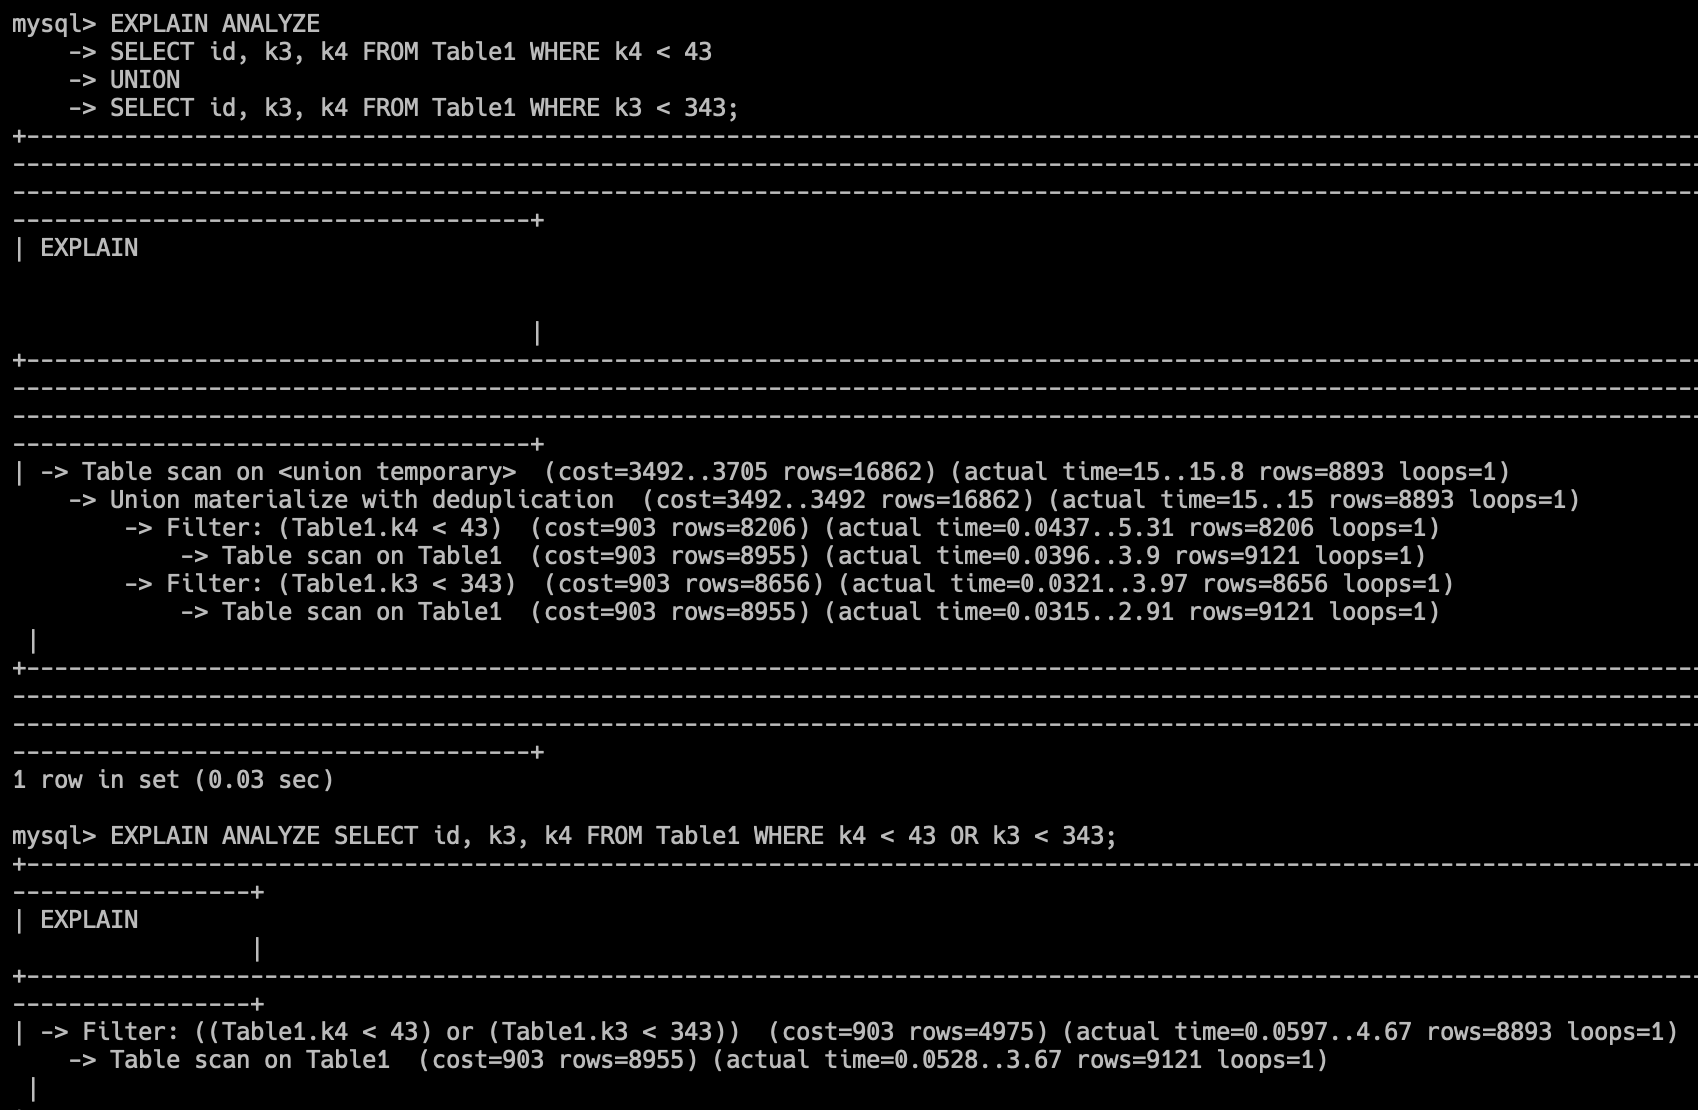 mysql> EXPLAIN ANALYZE
    -> SELECT id, k3, k4 FROM Table1 WHERE k4 < 43
    -> UNION
    -> SELECT id, k3, k4 FROM Table1 WHERE k3 < 343;
+------------------------------------------------------------------------------------------------------------------------
------------------------------------------------------------------------------------------------------------------------
------------------------------------------------------------------------------------------------------------------------
-------------------------------------+
| EXPLAIN
                                     |
+------------------------------------------------------------------------------------------------------------------------
------------------------------------------------------------------------------------------------------------------------
------------------------------------------------------------------------------------------------------------------------
-------------------------------------+
| -> Table scan on <union temporary>  (cost=3492..3705 rows=16862) (actual time=15..15.8 rows=8893 loops=1)
    -> Union materialize with deduplication  (cost=3492..3492 rows=16862) (actual time=15..15 rows=8893 loops=1)
        -> Filter: (Table1.k4 < 43)  (cost=903 rows=8206) (actual time=0.0437..5.31 rows=8206 loops=1)
            -> Table scan on Table1  (cost=903 rows=8955) (actual time=0.0396..3.9 rows=9121 loops=1)
        -> Filter: (Table1.k3 < 343)  (cost=903 rows=8656) (actual time=0.0321..3.97 rows=8656 loops=1)
            -> Table scan on Table1  (cost=903 rows=8955) (actual time=0.0315..2.91 rows=9121 loops=1)
 |
+------------------------------------------------------------------------------------------------------------------------
------------------------------------------------------------------------------------------------------------------------
------------------------------------------------------------------------------------------------------------------------
-------------------------------------+
1 row in set (0.03 sec)
mysql> EXPLAIN ANALYZE SELECT id, k3, k4 FROM Table1 WHERE k4 < 43 OR k3 < 343;
+------------------------------------------------------------------------------------------------------------------------
-----------------+
| EXPLAIN
                 |
+------------------------------------------------------------------------------------------------------------------------
-----------------+
| -> Filter: ((Table1.k4 < 43) or (Table1.k3 < 343))  (cost=903 rows=4975) (actual time=0.0597..4.67 rows=8893 loops=1)
    -> Table scan on Table1  (cost=903 rows=8955) (actual time=0.0528..3.67 rows=9121 loops=1)
 |